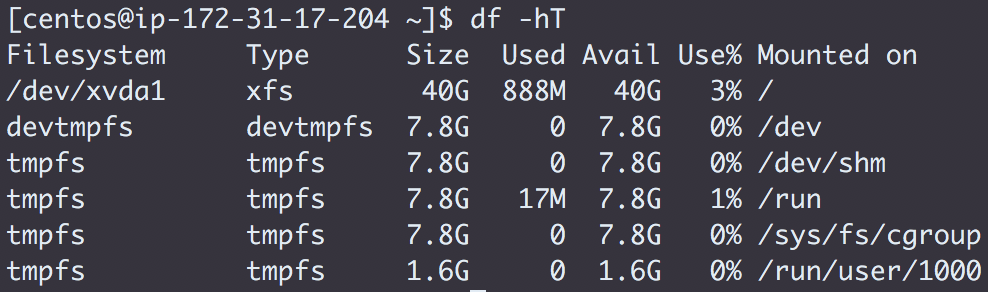 [centos@ip-172-31-17-204 ~]$ df -hT
Filesystem     Type      Size  Used Avail Use% Mounted on
/dev/xvda1     xfs        40G  888M   40G   3% /
devtmpfs       devtmpfs  7.8G     0  7.8G   0% /dev
tmpfs          tmpfs     7.8G     0  7.8G   0% /dev/shm
tmpfs          tmpfs     7.8G   17M  7.8G   1% /run
tmpfs          tmpfs     7.8G     0  7.8G   0% /sys/fs/cgroup
tmpfs          tmpfs     1.6G     0  1.6G   0% /run/user/1000